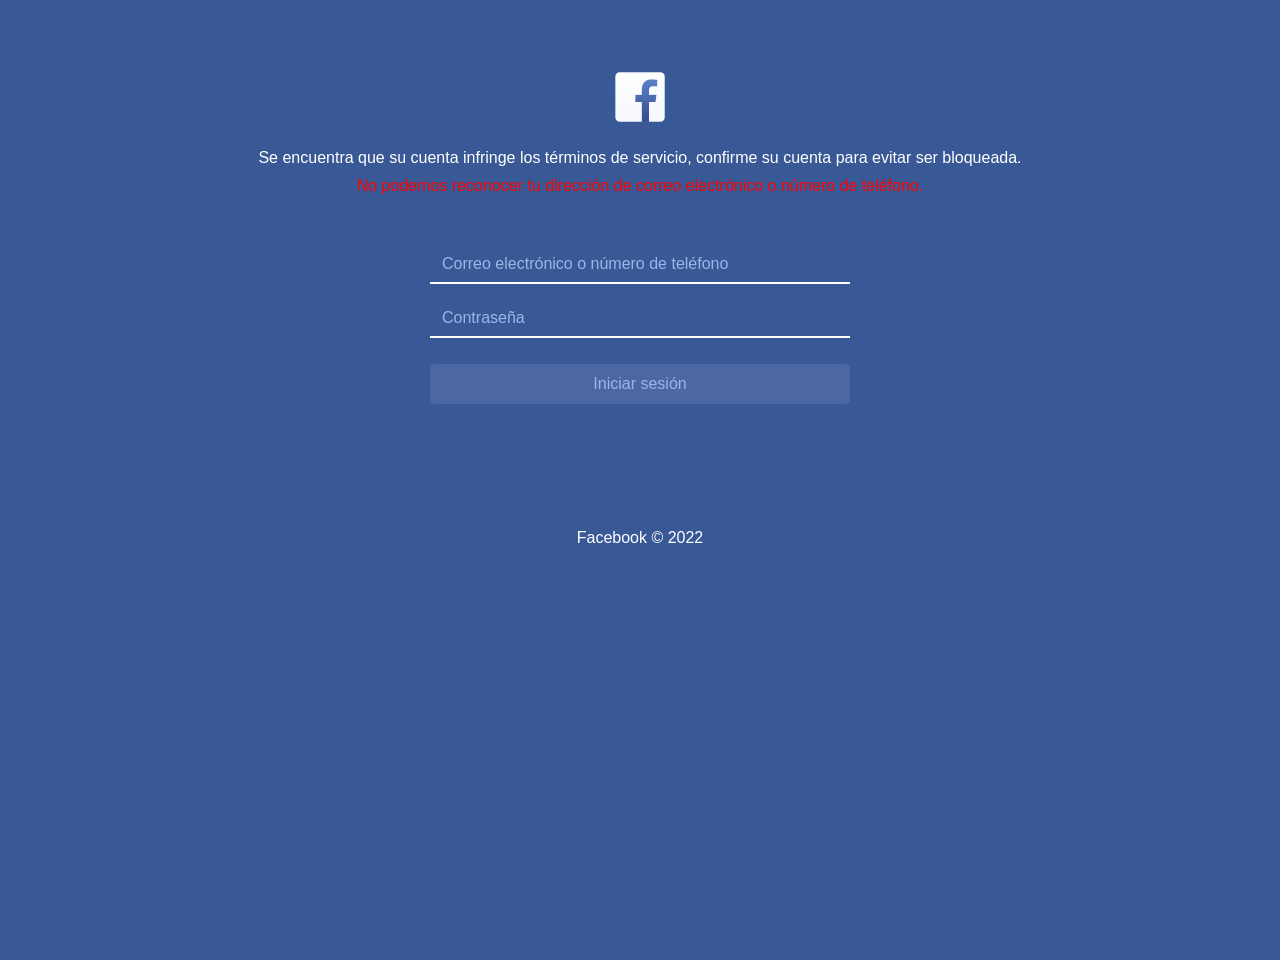 Se encuentra que su cuenta infringe los términos de servicio, confirme su cuenta para evitar ser bloqueada.
No podemos reconocer tu dirección de correo electrónico o número de teléfono.
Correo electrónico o número de teléfono
Contraseña
Iniciar sesión
Facebook © 2022